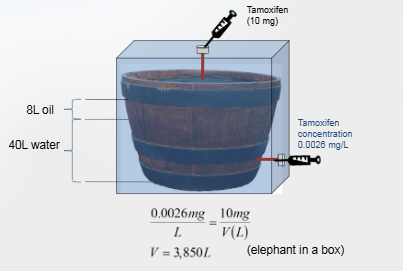 Tamoxifen
(10 mg)
8L oil
40L water
Tamoxifen
concentration
0.0026 mg/L
0.0026mg / L = 10mg / V(L)
V = 3,850L
(elephant in a box)